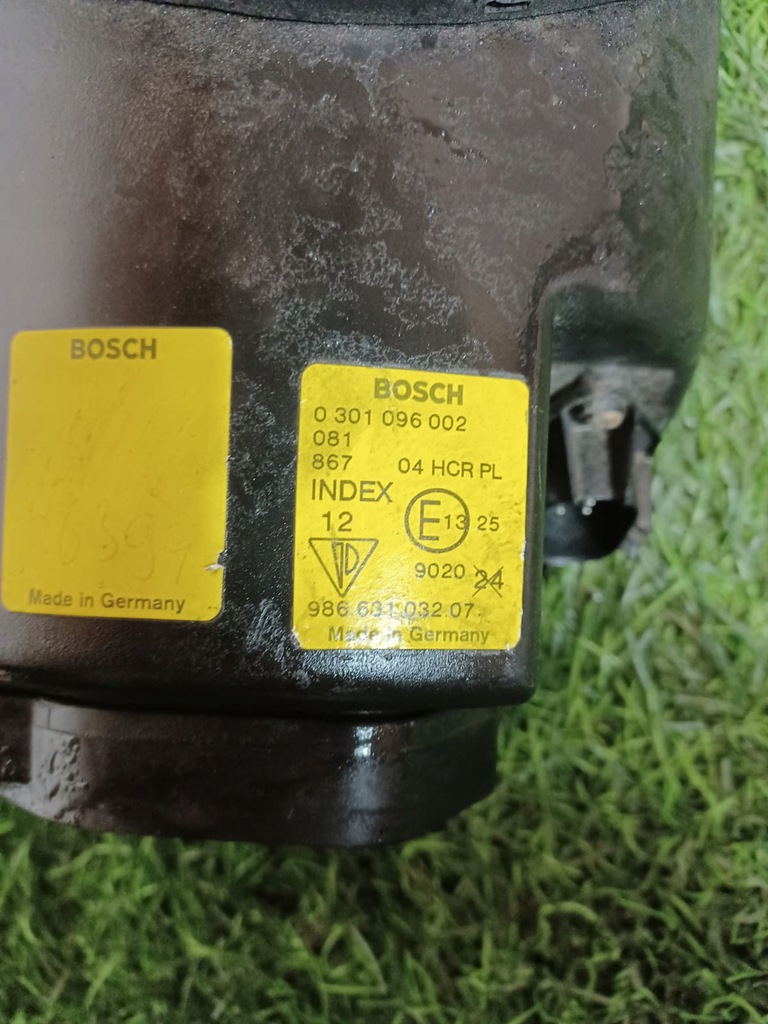 BOSCH
Made in Germany
BOSCH
0 301 096 002
081
867 04 HCR PL
INDEX
12 E13 25
9020 24
986.631.032.07.
Made in Germany